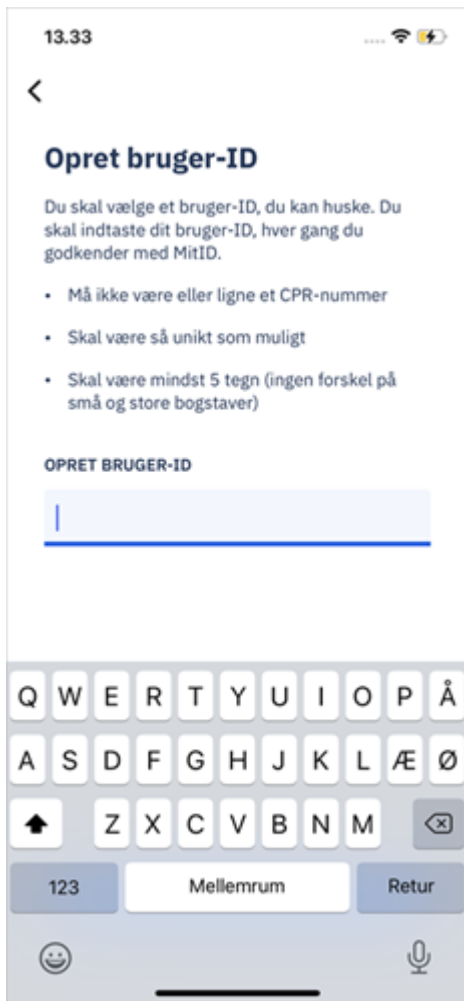 13.33
Opret bruger-ID
Du skal vælge et bruger-ID, du kan huske. Du
skal indtaste dit bruger-ID, hver gang du
godkender med MitID.
• Må ikke være eller ligne et CPR-nummer
• Skal være så unikt som muligt
• Skal være mindst 5 tegn (ingen forskel på
små og store bogstaver)
OPRET BRUGER-ID
Q W E R T Y U I O P Å
A S D F G H J K L Æ Ø
Z X C V B N M
123 Mellemrum Retur